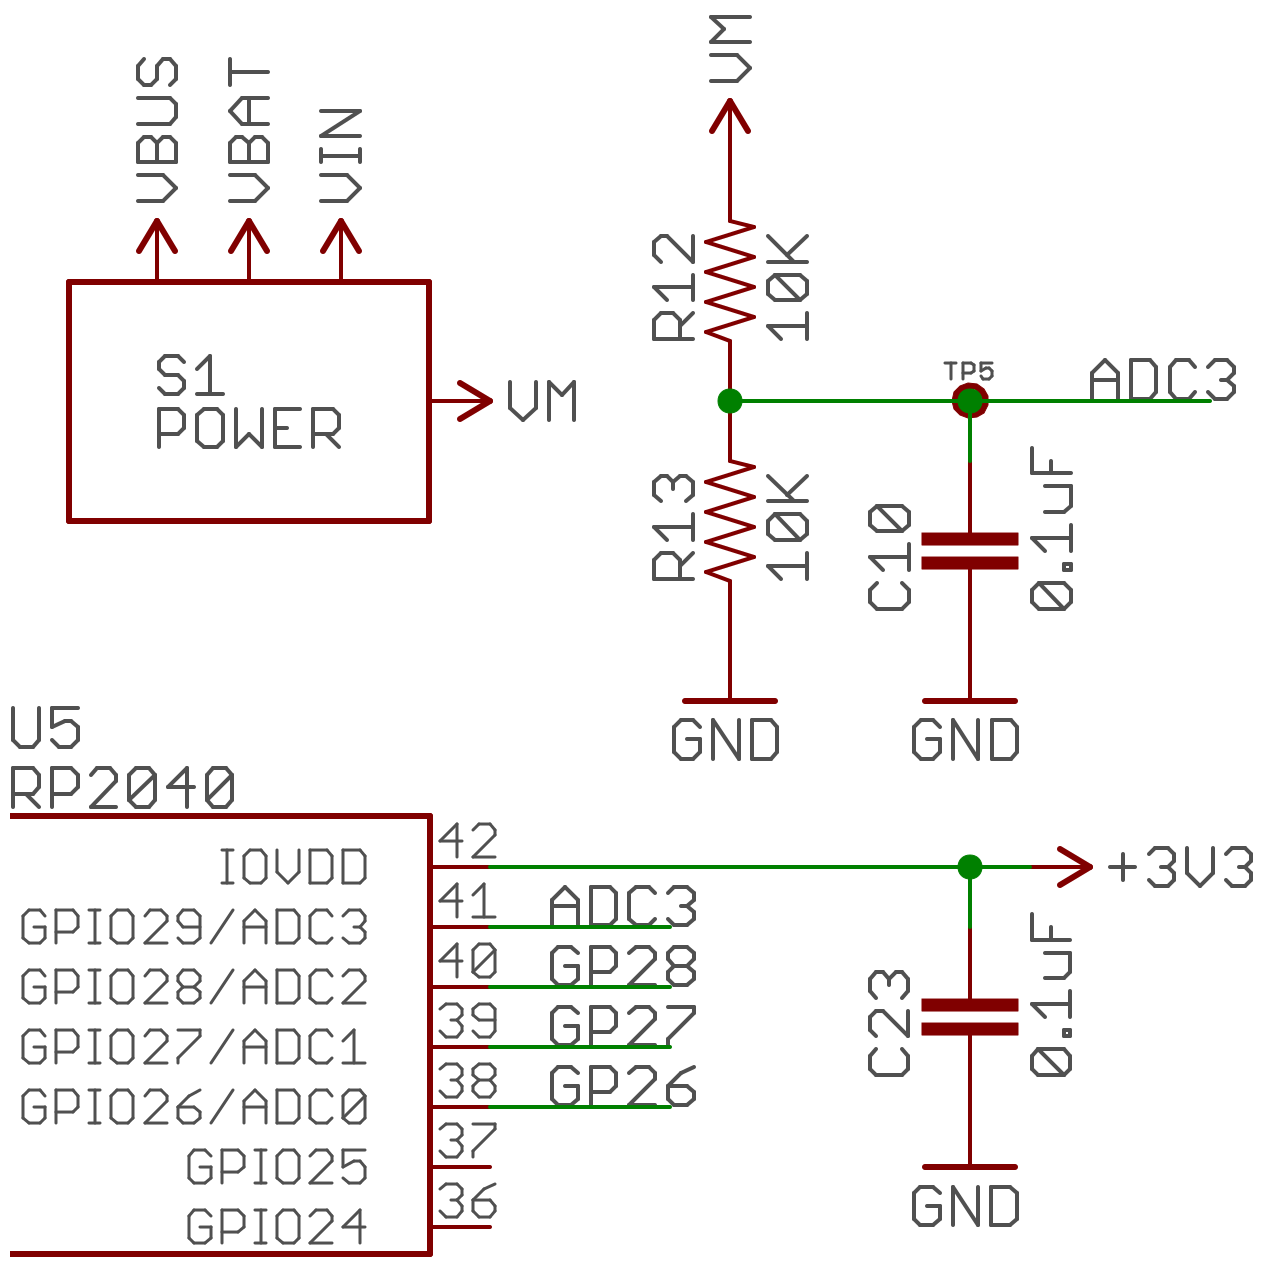 VBUS
VBAT
VIN
S1
POWER
VM
VM
R12
10K
TP5
ADC3
R13
10K
C10
0.1uF
GND
GND
U5
RP2040
IOVDD
42
+3V3
GPIO29/ADC3
41
ADC3
GPIO28/ADC2
40
GP28
GPIO27/ADC1
39
GP27
GPIO26/ADC0
38
GP26
GPIO25
37
GPIO24
36
C23
0.1uF
GND